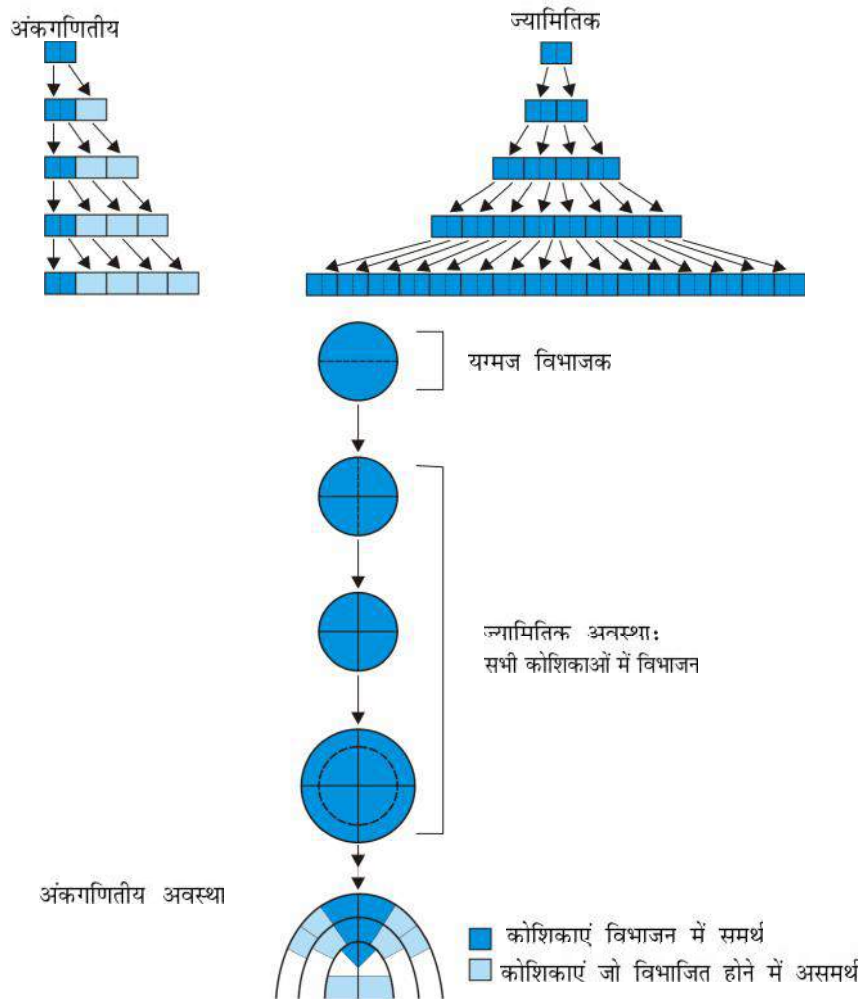 अंकगणितीय
ज्यामितिक
यग्मज विभाजक
ज्यामितिक अवस्था:
सभी कोशिकाओं में विभाजन
अंकगणितीय अवस्था
कोशिकाएं विभाजन में समर्थ
कोशिकाएं जो विभाजित होने में असमर्थ